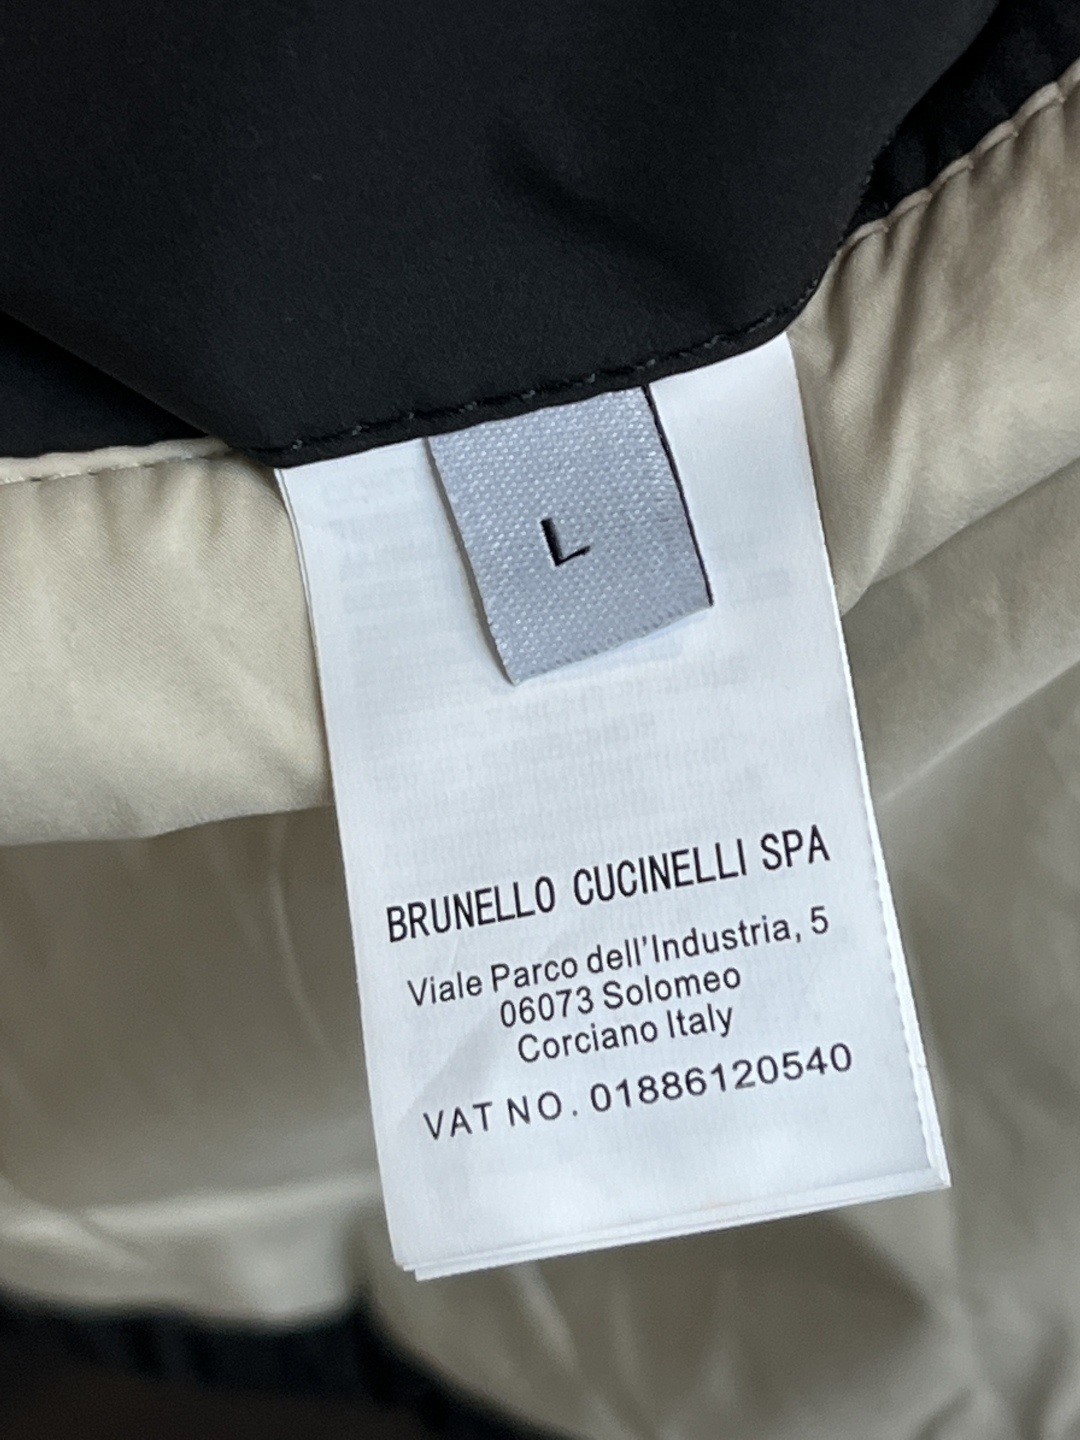 L
BRUNELLO CUCINELLI SPA
Viale Parco dell'Industria, 5
06073 Solomeo
Corciano Italy
VAT NO. 01886120540